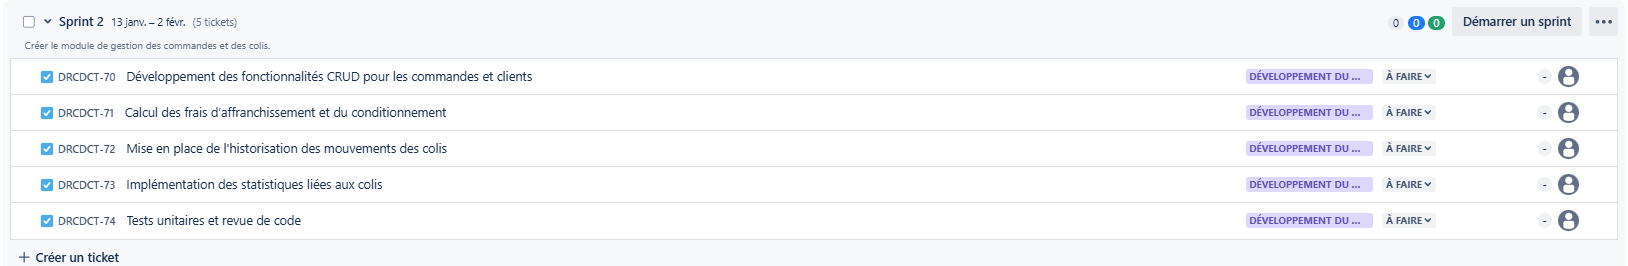 Sprint 2 13 janv. – 2 févr. (5 tickets) 0 0 0 Démarrer un sprint
Créer le module de gestion des commandes et des colis.
DRCDCT-70 Développement des fonctionnalités CRUD pour les commandes et clients DÉVELOPPEMENT DU ... À FAIRE -
DRCDCT-71 Calcul des frais d’affranchissement et du conditionnement DÉVELOPPEMENT DU ... À FAIRE -
DRCDCT-72 Mise en place de l'historisation des mouvements des colis DÉVELOPPEMENT DU ... À FAIRE -
DRCDCT-73 Implémentation des statistiques liées aux colis DÉVELOPPEMENT DU ... À FAIRE -
DRCDCT-74 Tests unitaires et revue de code DÉVELOPPEMENT DU ... À FAIRE -
+ Créer un ticket